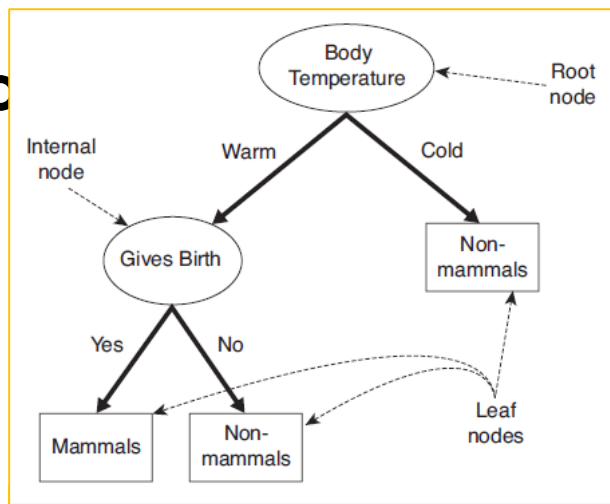 Body
Temperature
Root
node
Internal
node
Warm
Cold
Gives Birth
Non-
mammals
Yes
No
Mammals
Non-
mammals
Leaf
nodes